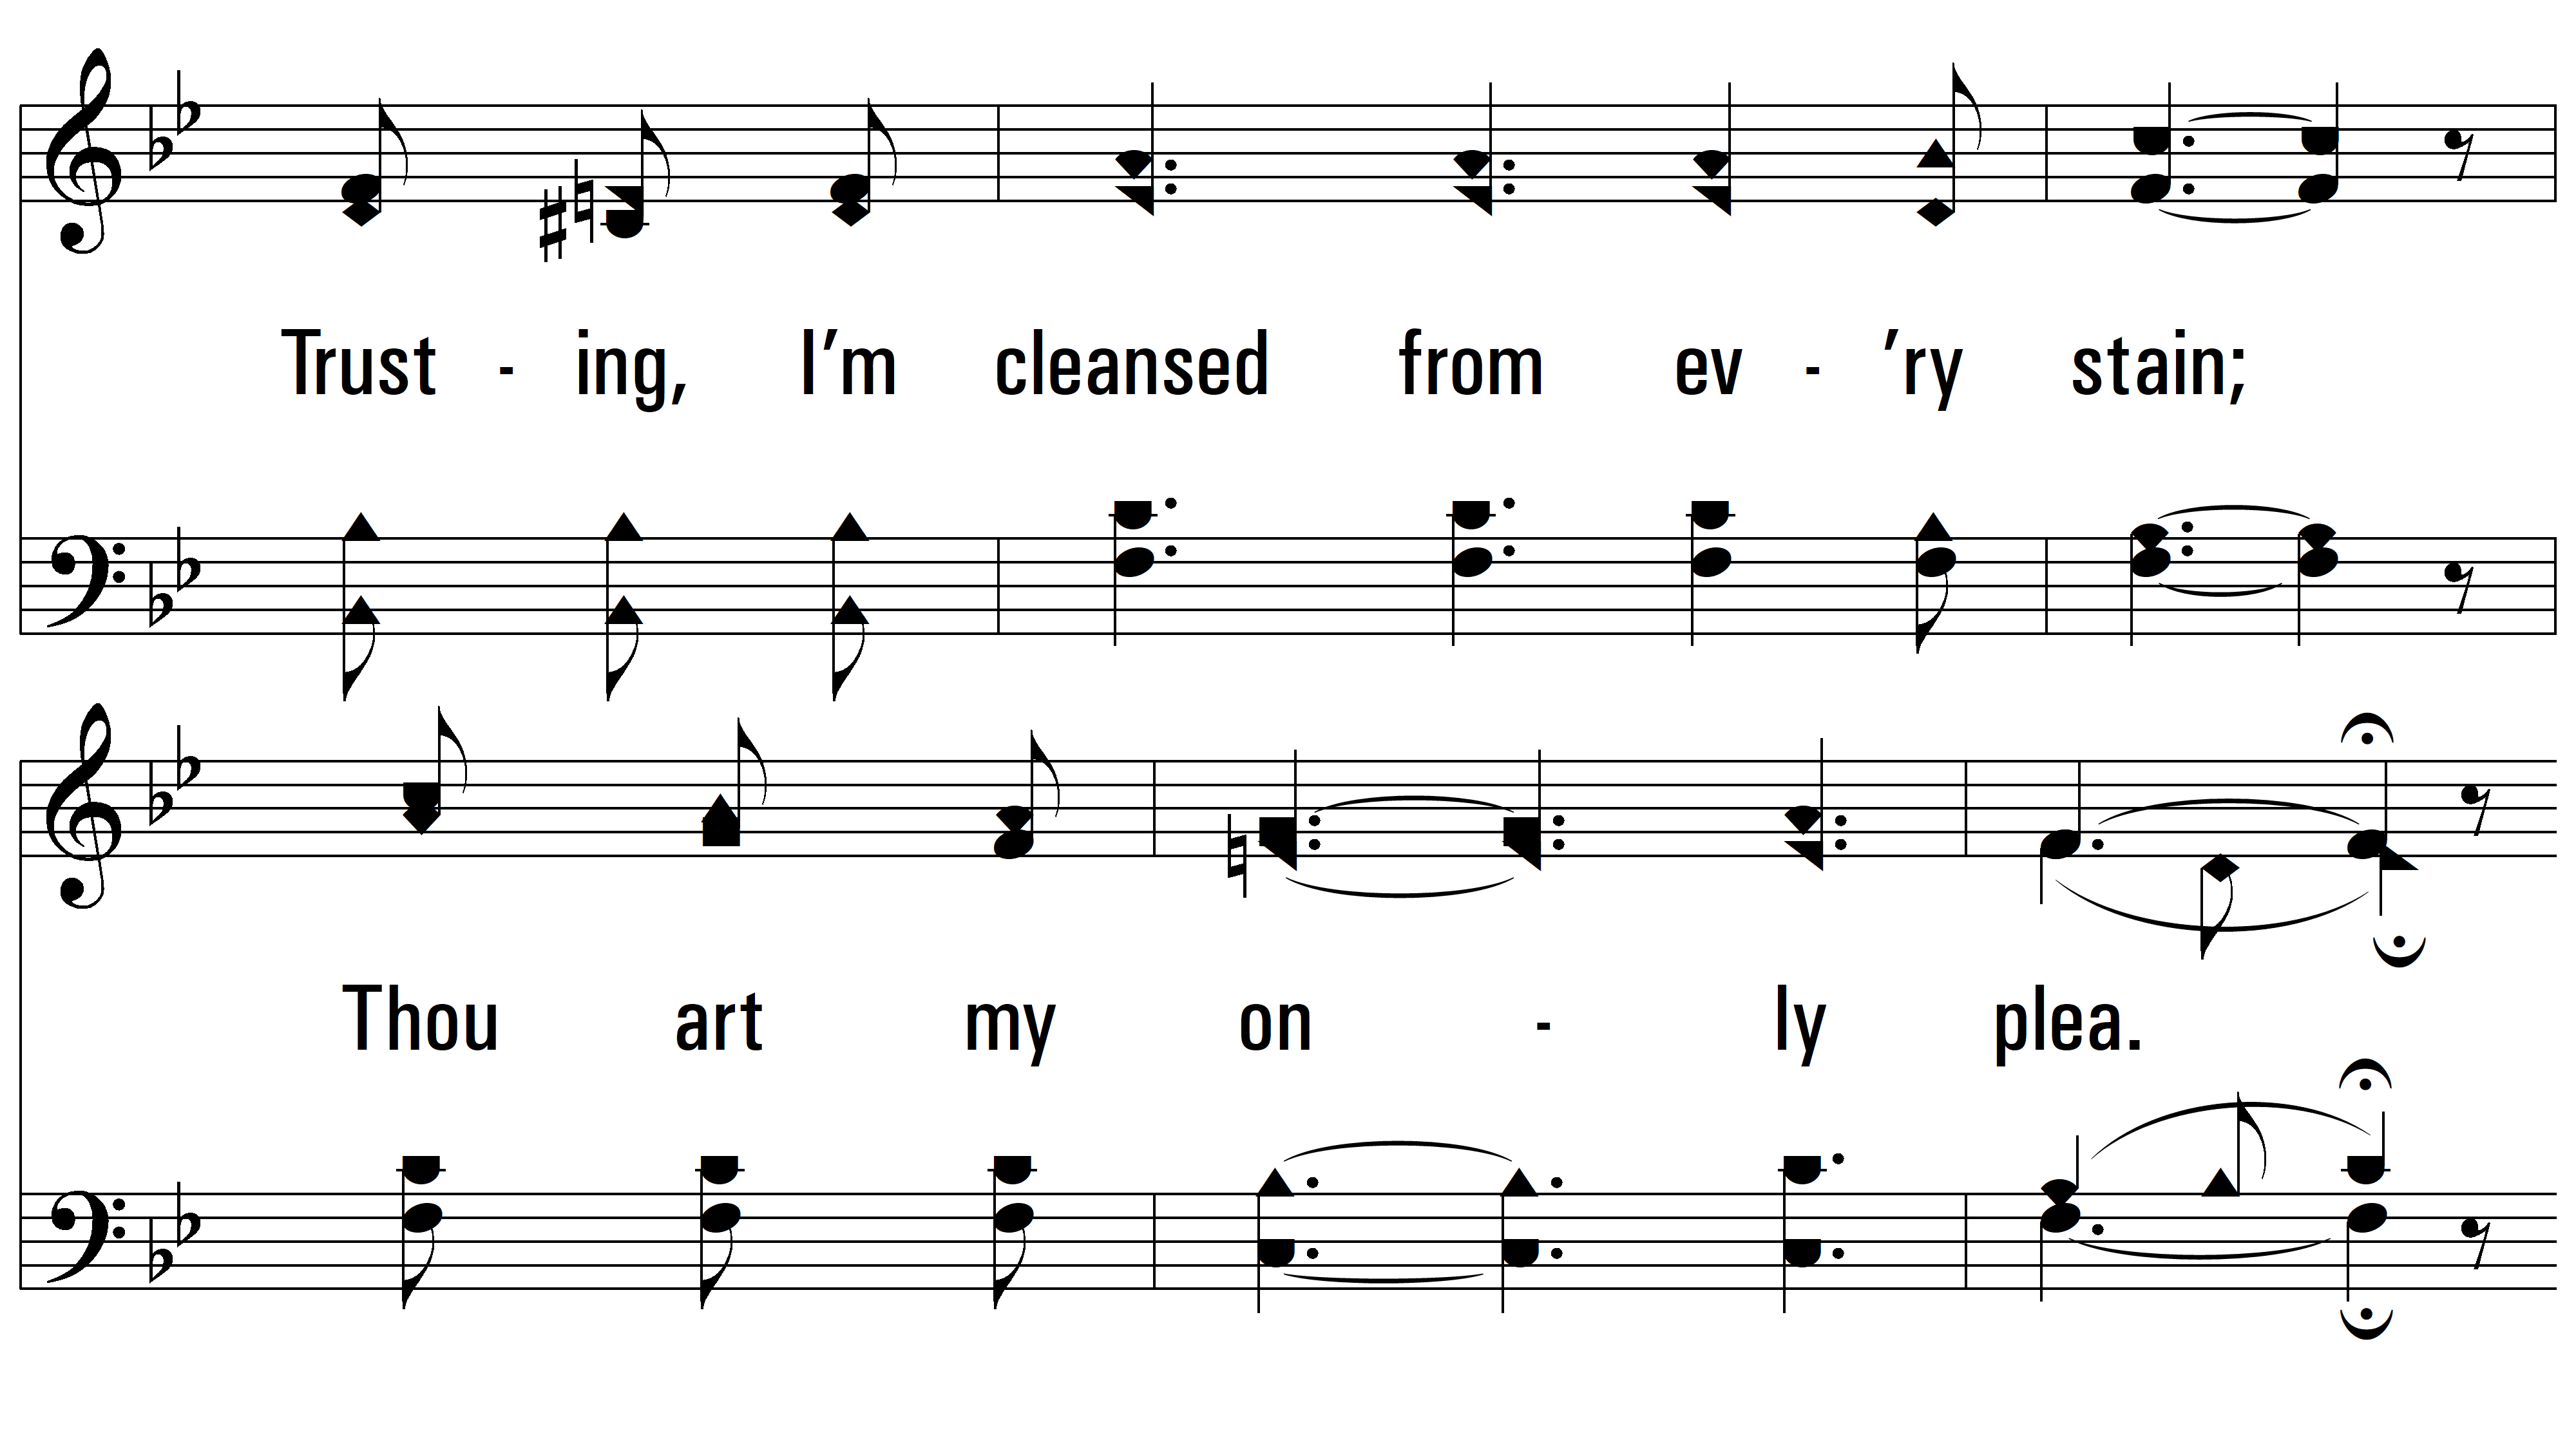 Trust - ing, I’m cleansed from ev - ’ry stain;
Thou art my on - ly plea.